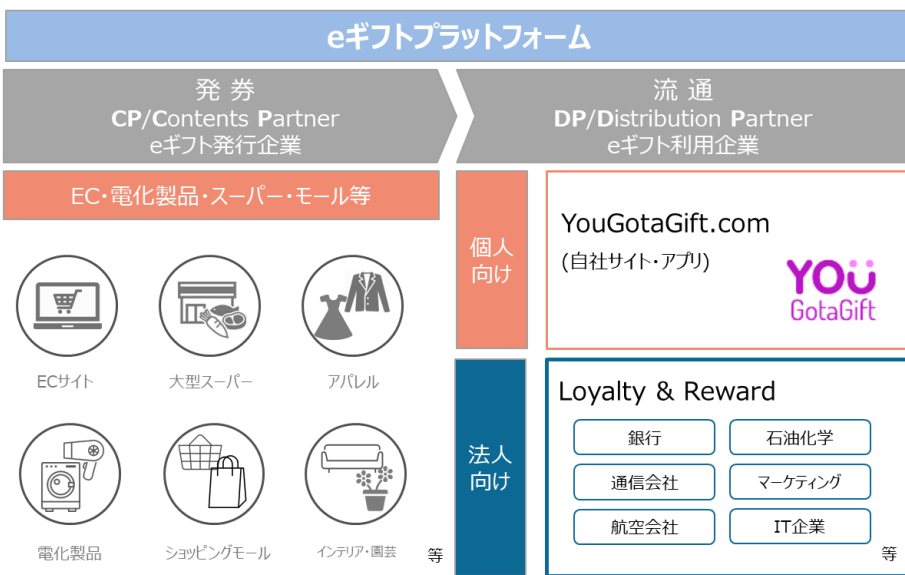 eギフトプラットフォーム
発 券
CP/Contents Partner
eギフト発行企業
流 通
DP/Distribution Partner
eギフト利用企業
EC・電化製品・スーパー・モール等
ECサイト
大型スーパー
アパレル
電化製品
ショッピングモール
インテリア・園芸
等
個人
向け
YouGotaGift.com
(自社サイト・アプリ)
YOU
GotaGift
法人
向け
Loyalty & Reward
銀行
石油化学
通信会社
マーケティング
航空会社
IT企業
等